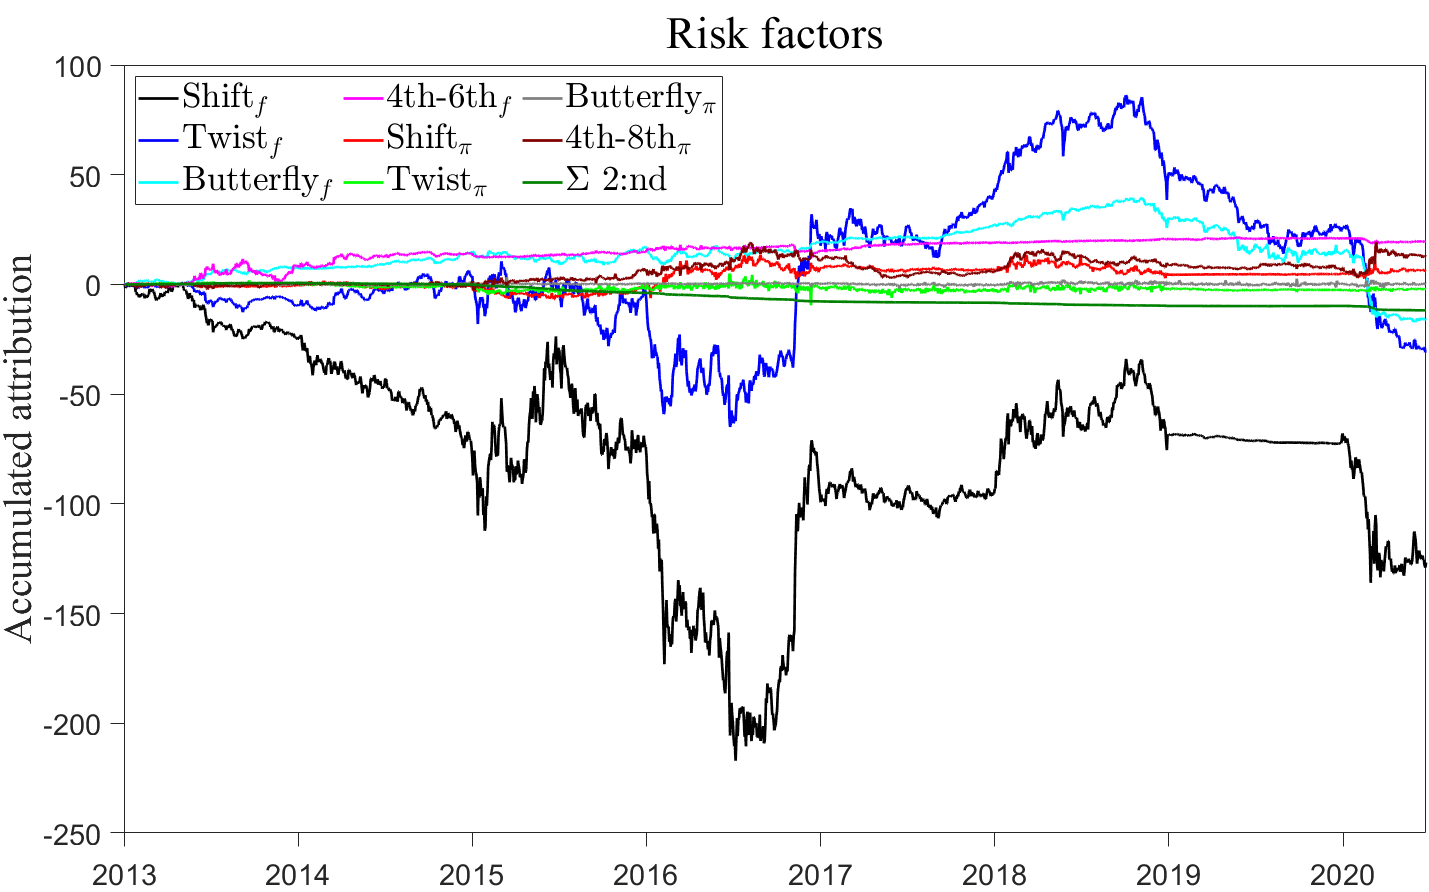 Risk factors
Shift_f 4th-6th_f Butterfly_π
Twist_f Shift_π 4th-8th_π
Butterfly_f Twist_π Σ 2:nd
Accumulated attribution
100
50
0
-50
-100
-150
-200
-250
2013 2014 2015 2016 2017 2018 2019 2020